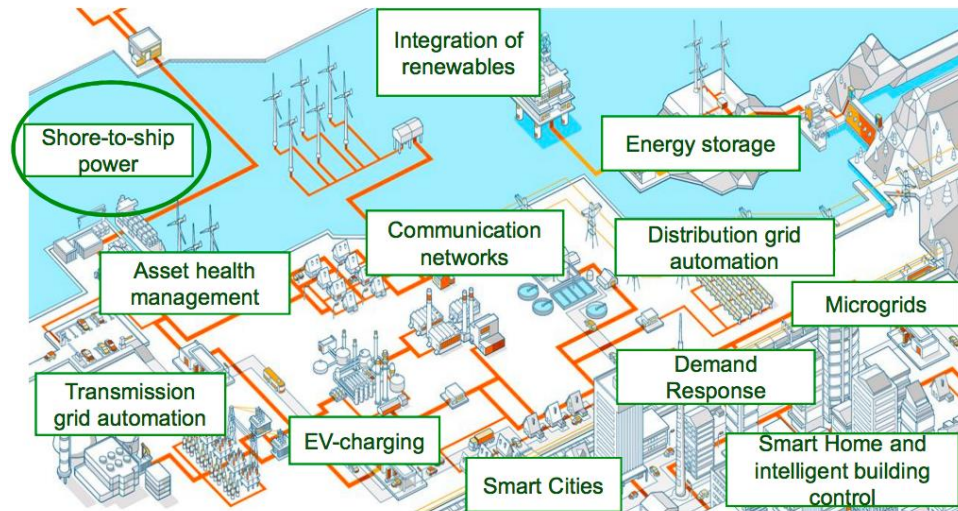 Integration of
renewables
Shore-to-ship
power
Energy storage
Communication
networks
Distribution grid
automation
Asset health
management
Microgrids
Demand
Response
Transmission
grid automation
EV-charging
Smart Cities
Smart Home and
intelligent building
control